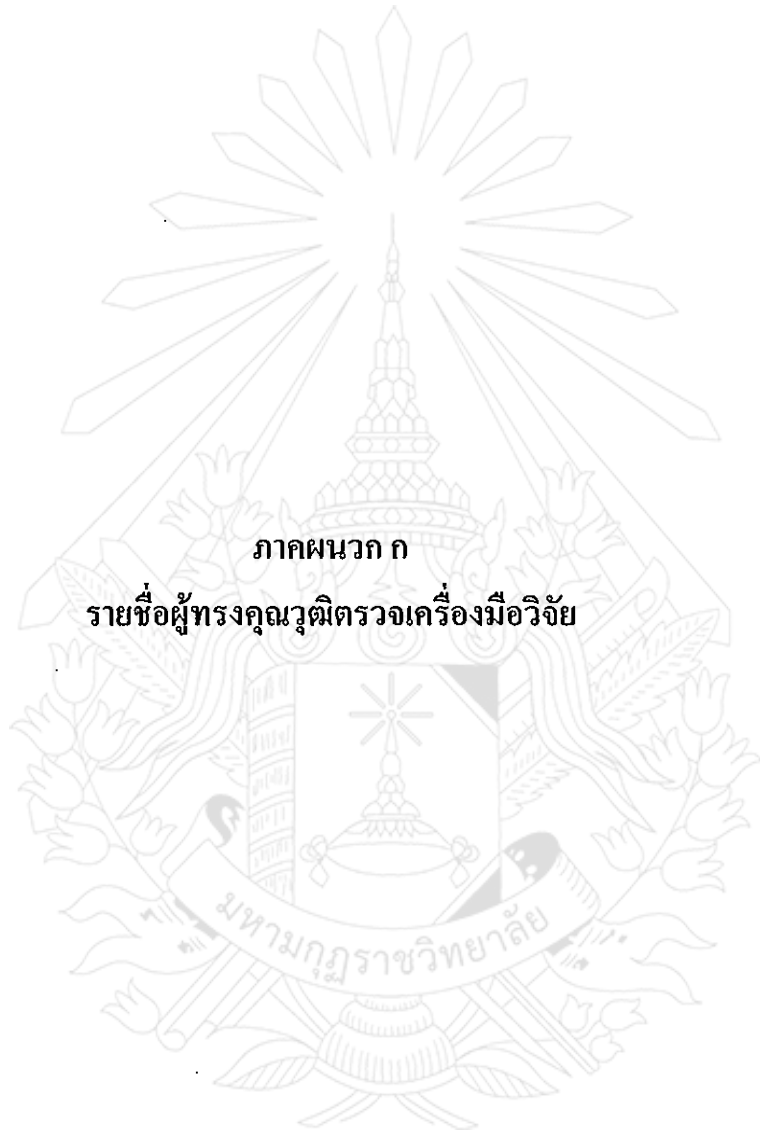 ภาคผนวก ก
รายชื่อผู้ทรงคุณวุฒิตรวจเครื่องมือวิจัย
มหามกุฏราชวิทยาลัย